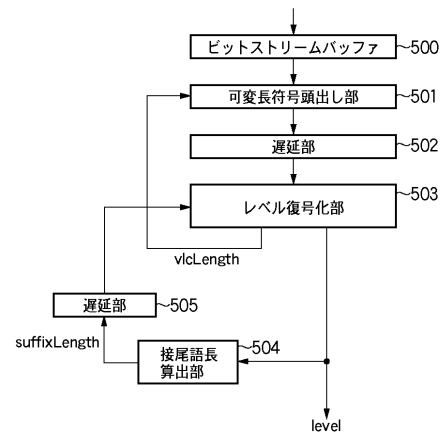 ビットストリームバッファ 500
可変長符号頭出し部 501
遅延部 502
レベル復号化部 503
vlcLength
遅延部 505
suffixLength
接尾語長
算出部 504
level